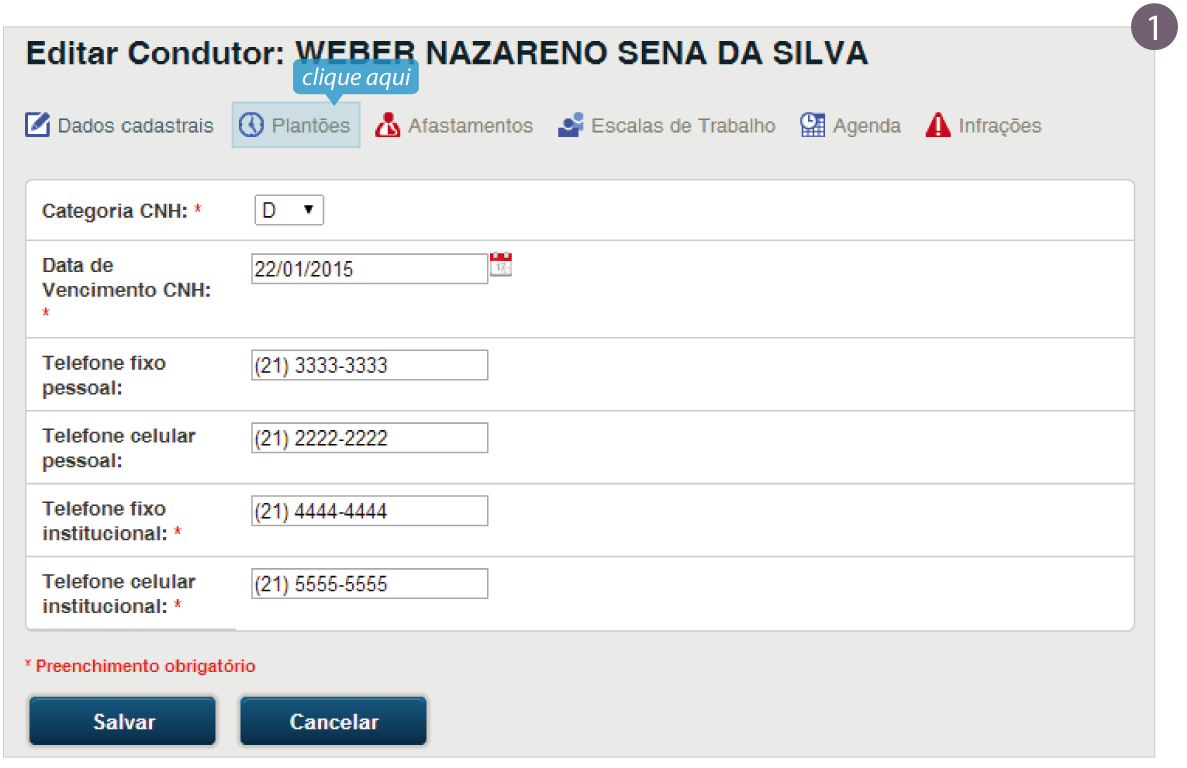 1
Editar Condutor: WEBER NAZARENO SENA DA SILVA
clique aqui
Dados cadastrais Plantões Afastamentos Escalas de Trabalho Agenda Infrações
Categoria CNH: * D
Data de
Vencimento CNH: 22/01/2015 17
*
Telefone fixo
pessoal: (21) 3333-3333
Telefone celular
pessoal: (21) 2222-2222
Telefone fixo
institucional: * (21) 4444-4444
Telefone celular
institucional: * (21) 5555-5555
* Preenchimento obrigatório
Salvar Cancelar